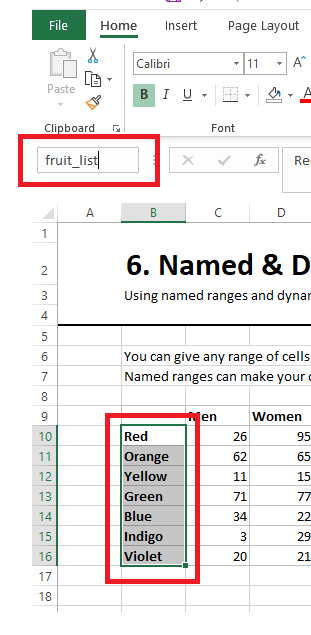 File Home Insert Page Layout
Paste Calibri 11 A
B I U A
Clipboard Font
fruit_list fx Re
A B C D
1
2 6. Named & D
3 Using named ranges and dynam
4
5
6 You can give any range of cells
7 Named ranges can make your
8
9 Men Women
10 Red 26 95
11 Orange 62 65
12 Yellow 11 15
13 Green 71 77
14 Blue 34 22
15 Indigo 3 29
16 Violet 20 21
17
18